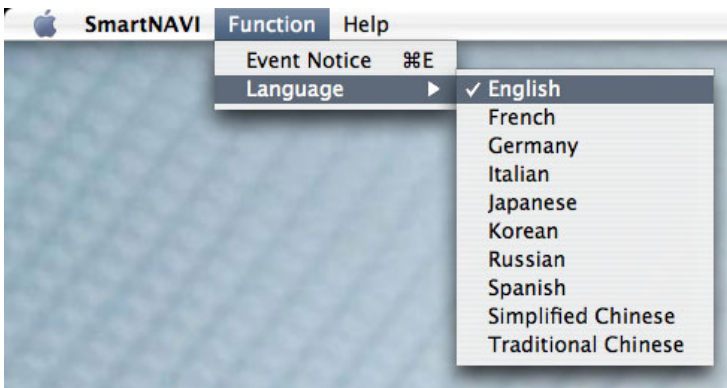 SmartNAVI Function Help
Event Notice ⌘E
Language ▶
✓ English
French
Germany
Italian
Japanese
Korean
Russian
Spanish
Simplified Chinese
Traditional Chinese